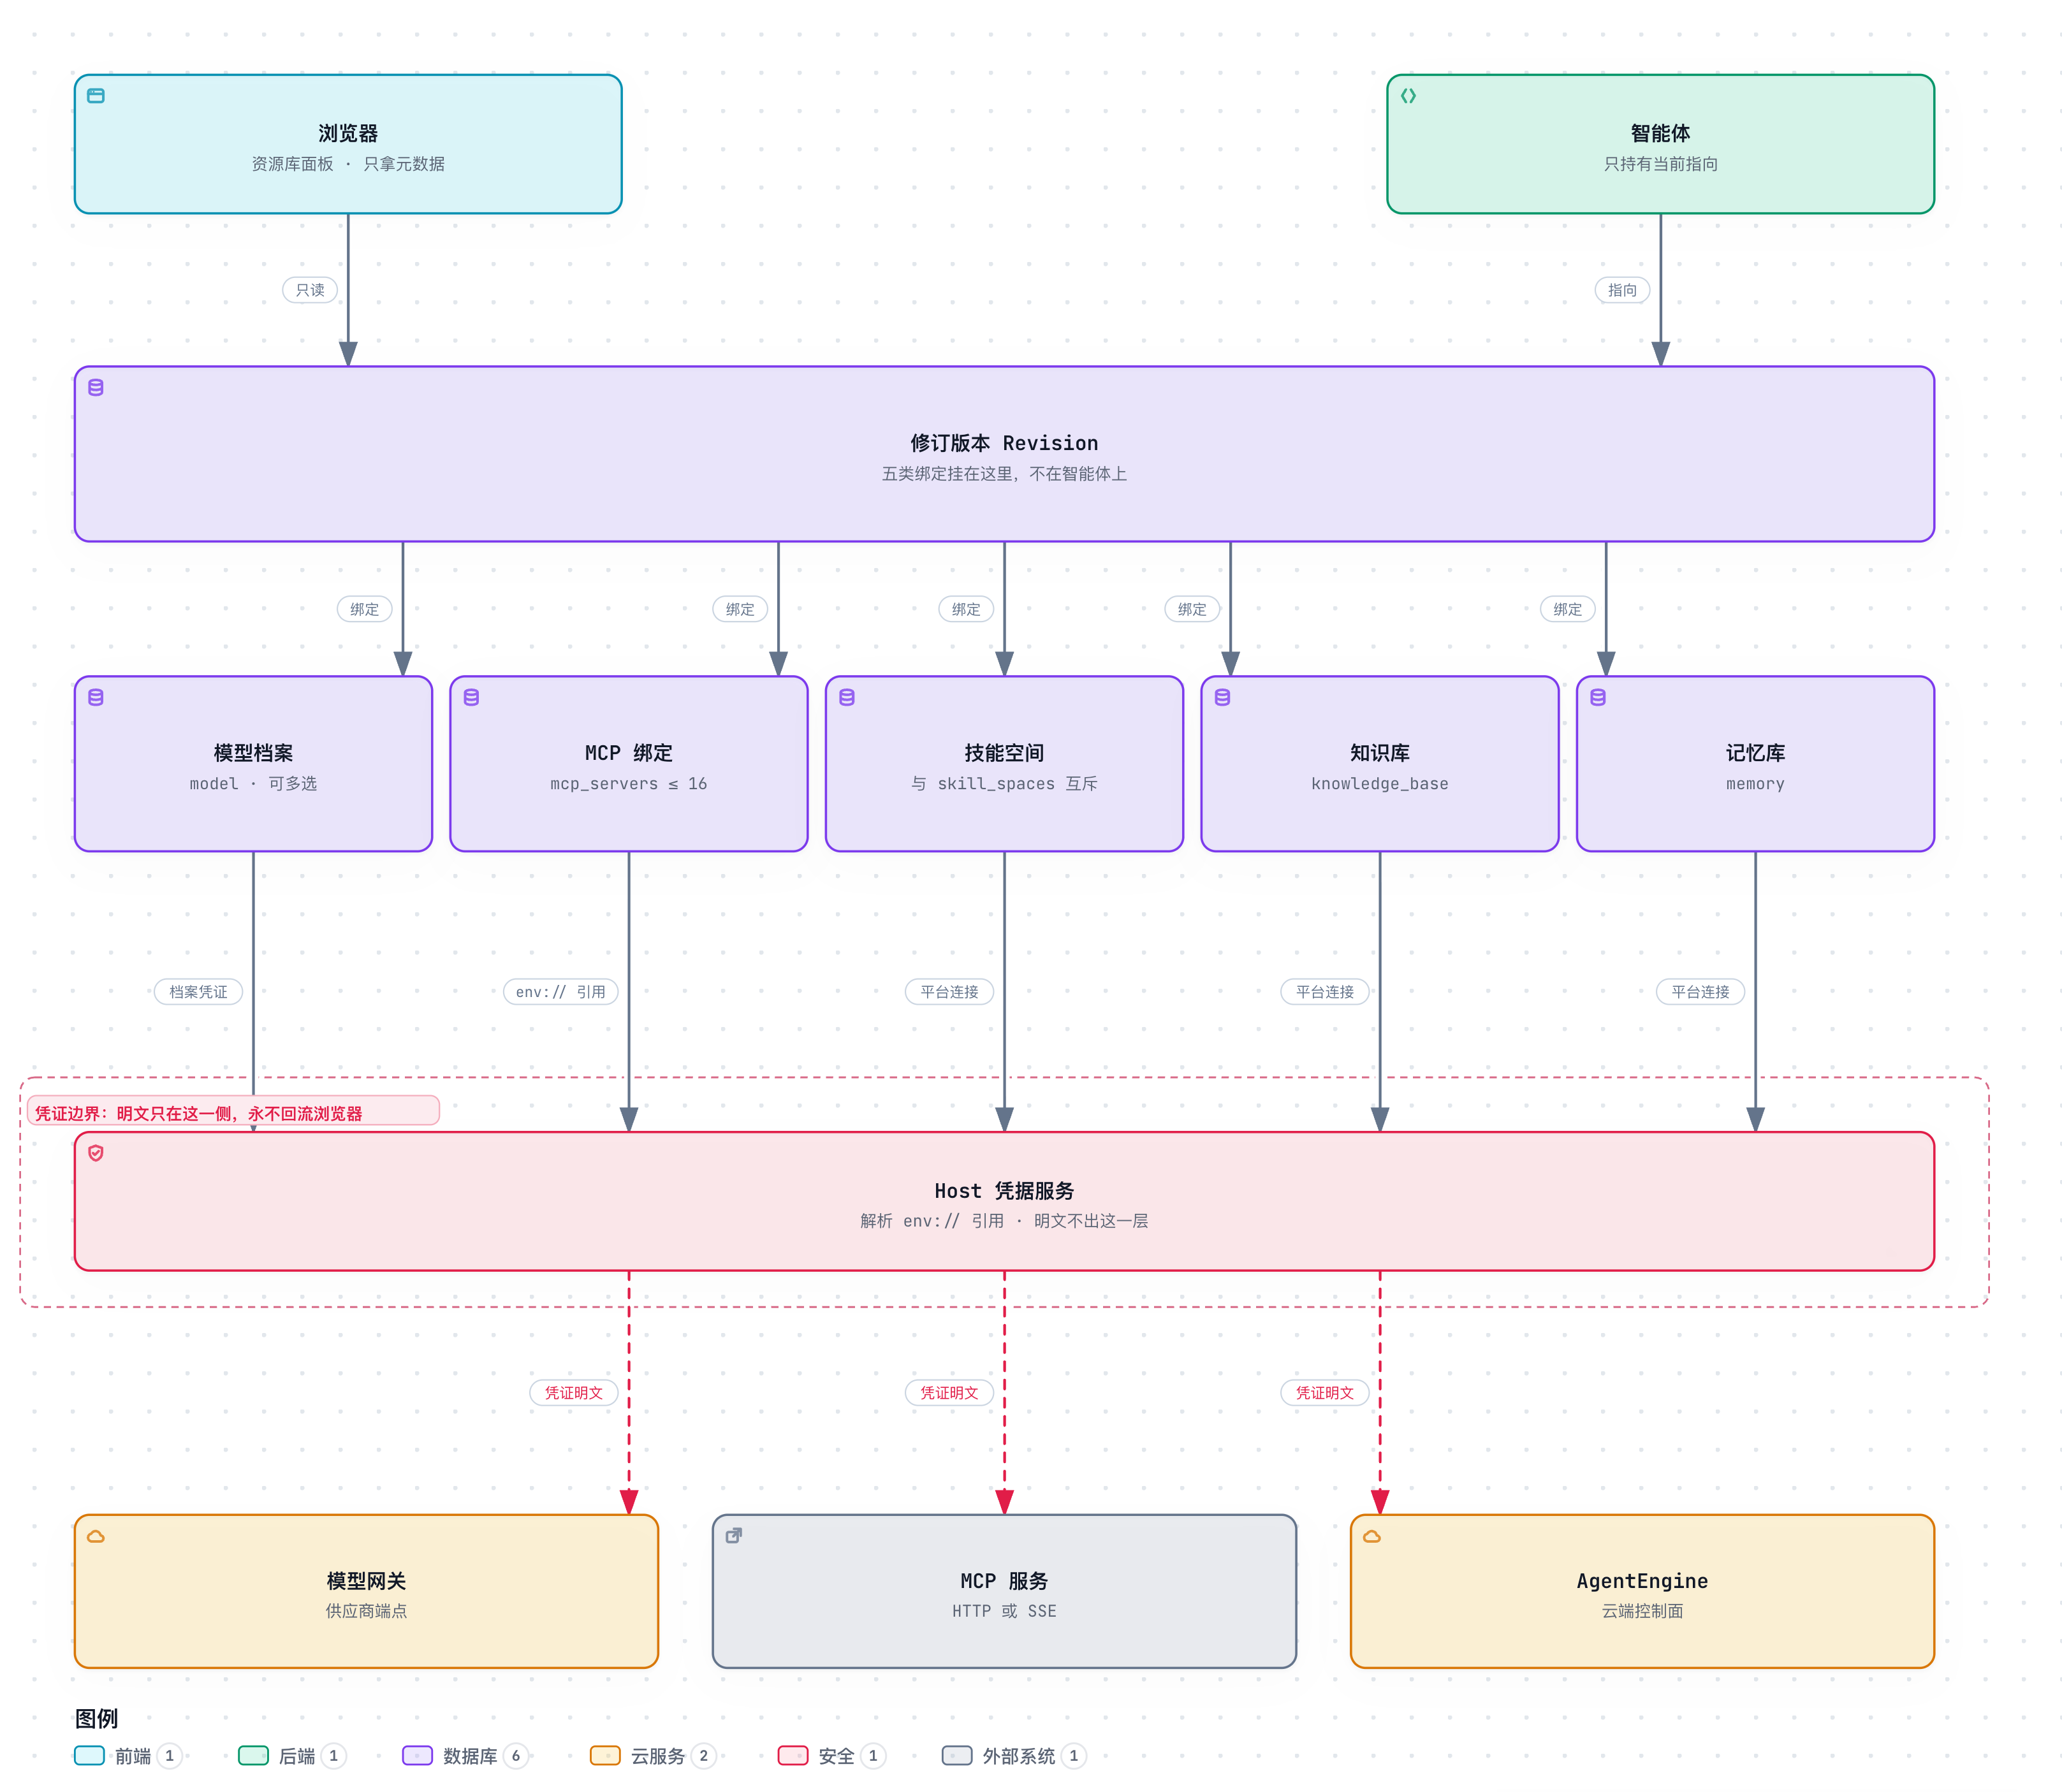 浏览器
资源库面板 · 只拿元数据
智能体
只持有当前指向
只读
指向
修订版本 Revision
五类绑定挂在这里，不在智能体上
绑定
绑定
绑定
绑定
绑定
模型档案
model · 可多选
MCP 绑定
mcp_servers ≤ 16
技能空间
与 skill_spaces 互斥
知识库
knowledge_base
记忆库
memory
档案凭证
env:// 引用
平台连接
平台连接
平台连接
凭证边界：明文只在这一侧，永不回流浏览器
Host 凭据服务
解析 env:// 引用 · 明文不出这一层
凭证明文
凭证明文
凭证明文
模型网关
供应商端点
MCP 服务
HTTP 或 SSE
AgentEngine
云端控制面
图例
前端 1
后端 1
数据库 6
云服务 2
安全 1
外部系统 1